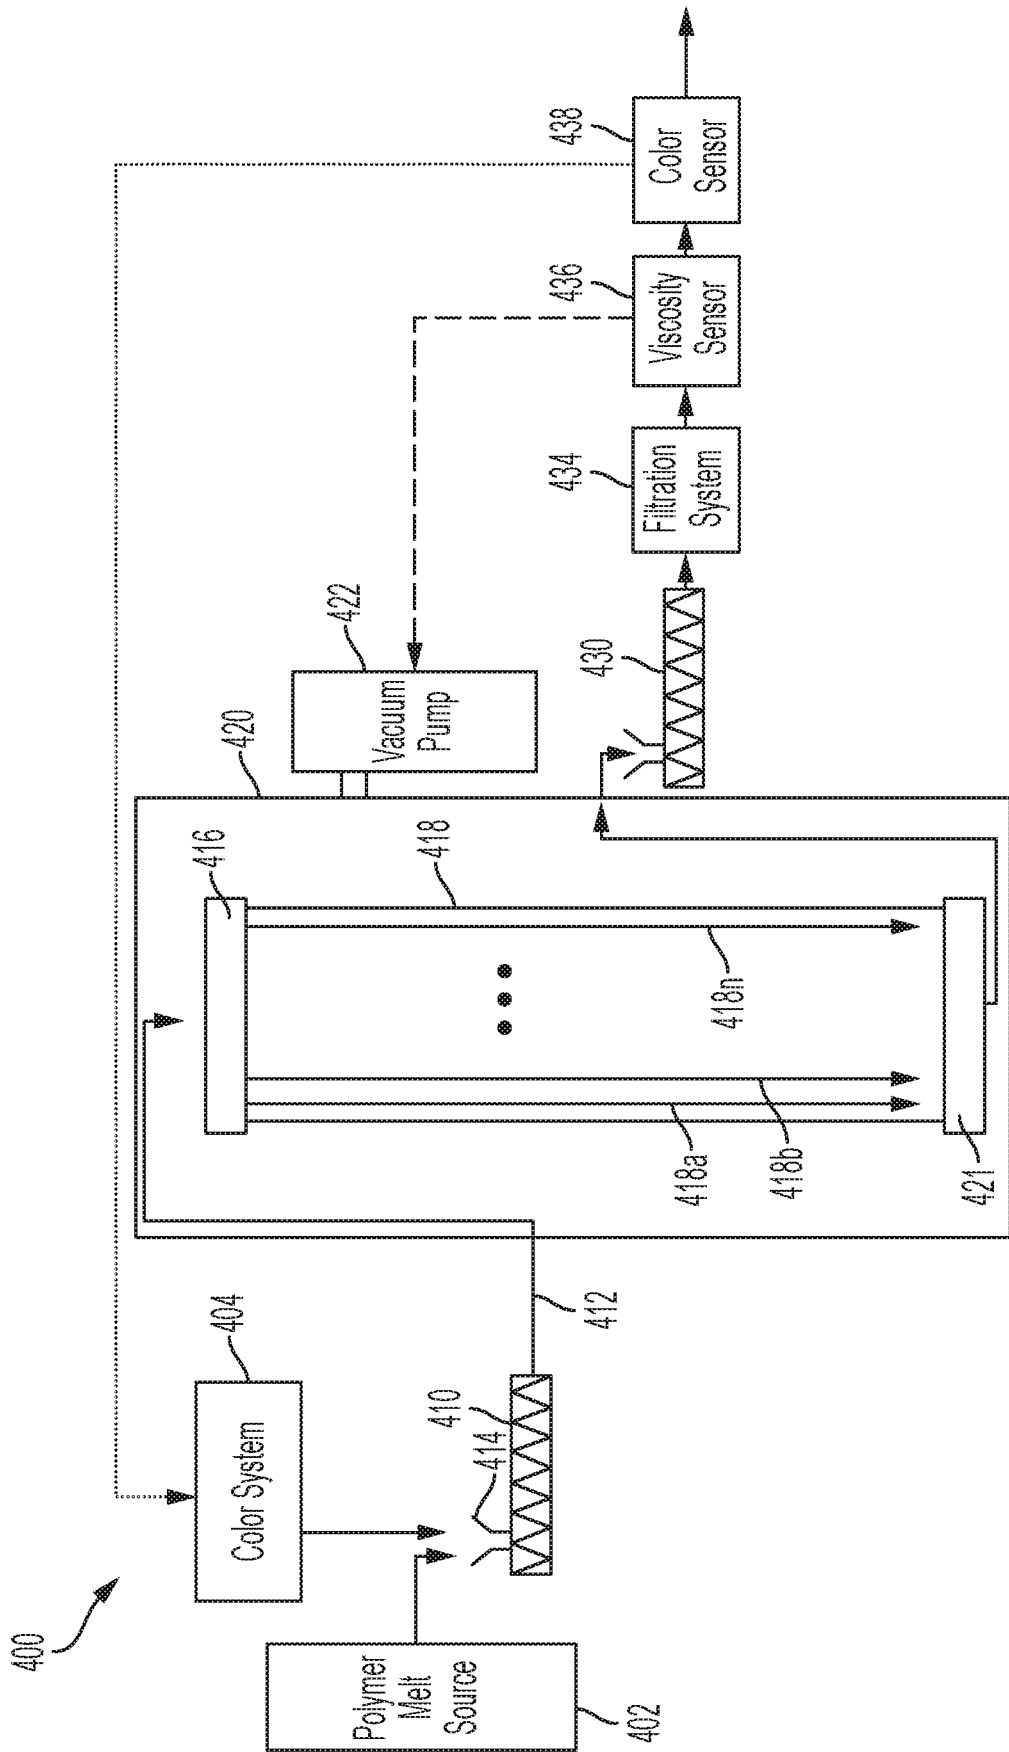 400
Polymer
Melt
Source
402
Color System
404
414
410
412
416
418
418a
418b
418n
420
421
Vacuum
Pump
422
430
Filtration
System
434
Viscosity
Sensor
436
Color
Sensor
438